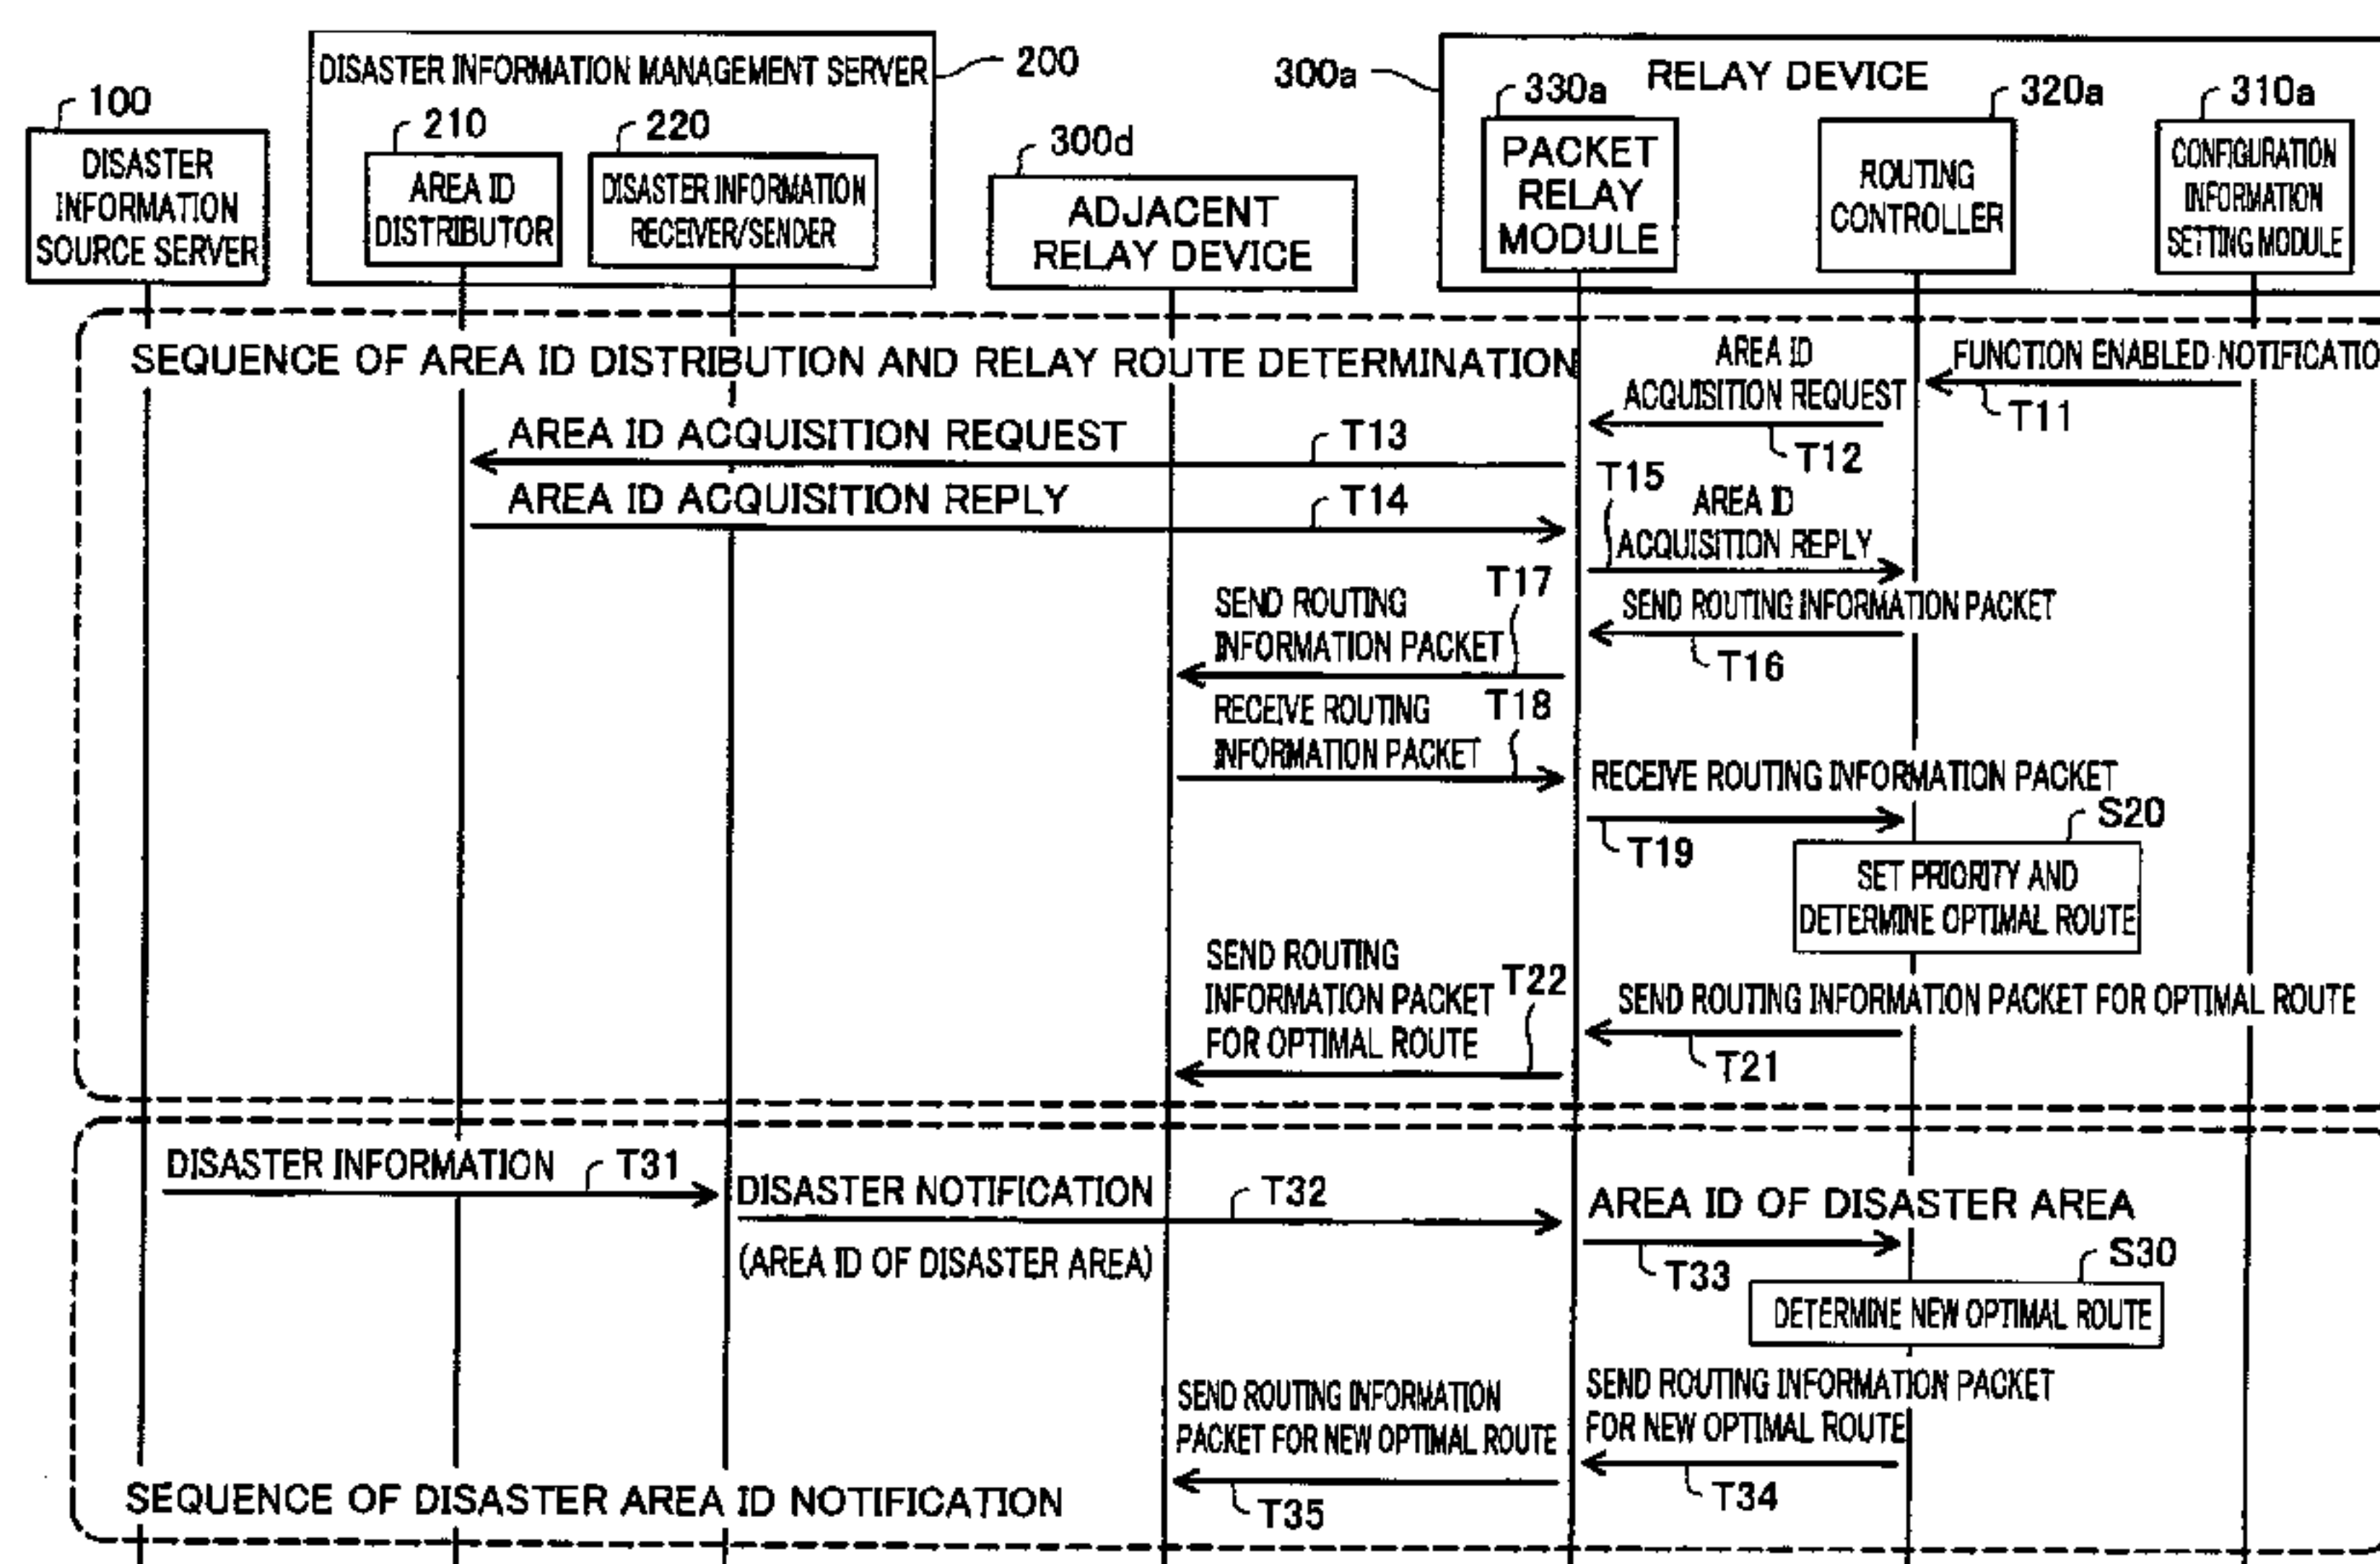 DISASTER INFORMATION MANAGEMENT SERVER
200
300a
RELAY DEVICE
100
210
220
300d
330a
320a
310a
DISASTER
INFORMATION
SOURCE SERVER
AREA ID
DISTRIBUTOR
DISASTER INFORMATION
RECEIVER/SENDER
ADJACENT
RELAY DEVICE
PACKET
RELAY
MODULE
ROUTING
CONTROLLER
CONFIGURATION
INFORMATION
SETTING MODULE
SEQUENCE OF AREA ID DISTRIBUTION AND RELAY ROUTE DETERMINATION
FUNCTION ENABLED NOTIFICATIO
T11
AREA ID
ACQUISITION REQUEST
T12
AREA ID ACQUISITION REQUEST
T13
AREA ID ACQUISITION REPLY
T14
T15
AREA ID
ACQUISITION REPLY
SEND ROUTING INFORMATION PACKET
T16
SEND ROUTING
INFORMATION PACKET
T17
RECEIVE ROUTING
INFORMATION PACKET
T18
RECEIVE ROUTING INFORMATION PACKET
T19
S20
SET PRIORITY AND
DETERMINE OPTIMAL ROUTE
SEND ROUTING INFORMATION PACKET FOR OPTIMAL ROUTE
T21
SEND ROUTING
INFORMATION PACKET
FOR OPTIMAL ROUTE
T22
DISASTER INFORMATION
T31
DISASTER NOTIFICATION
(AREA ID OF DISASTER AREA)
T32
AREA ID OF DISASTER AREA
T33
S30
DETERMINE NEW OPTIMAL ROUTE
SEND ROUTING INFORMATION PACKET
FOR NEW OPTIMAL ROUTE
T34
SEND ROUTING INFORMATION
PACKET FOR NEW OPTIMAL ROUTE
T35
SEQUENCE OF DISASTER AREA ID NOTIFICATION